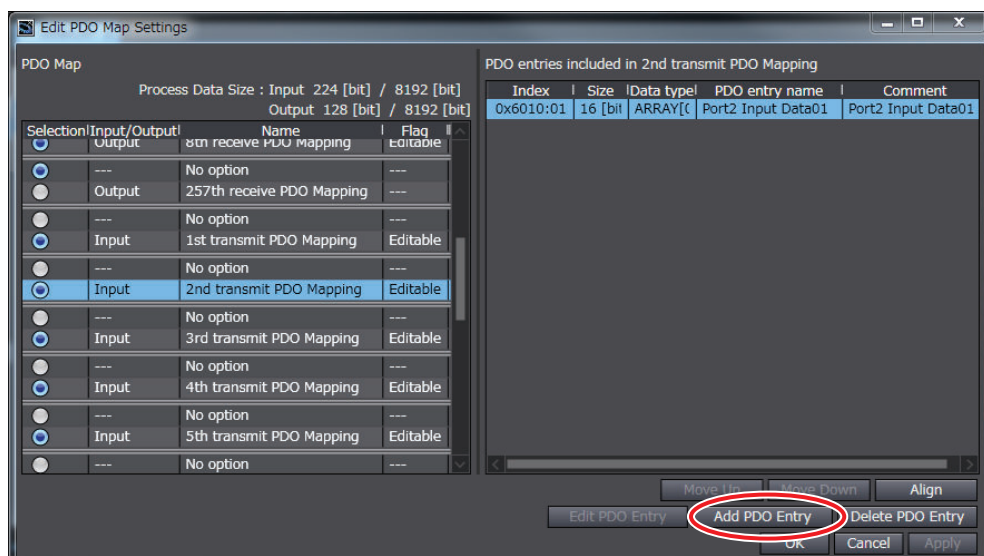 Edit PDO Map Settings
PDO Map
Process Data Size : Input 224 [bit] / 8192 [bit]
Output 128 [bit] / 8192 [bit]
Selection Input/Output Name Flag
Output 8th receive PDO Mapping Editable
--- No option ---
Output 257th receive PDO Mapping ---
--- No option ---
Input 1st transmit PDO Mapping Editable
--- No option ---
Input 2nd transmit PDO Mapping Editable
--- No option ---
Input 3rd transmit PDO Mapping Editable
--- No option ---
Input 4th transmit PDO Mapping Editable
--- No option ---
Input 5th transmit PDO Mapping Editable
--- No option ---
PDO entries included in 2nd transmit PDO Mapping
Index Size Data type PDO entry name Comment
0x6010:01 16 [bit ARRAY[0 Port2 Input Data01 Port2 Input Data01
Move Up Move Down Align
Edit PDO Entry Add PDO Entry Delete PDO Entry
OK Cancel Apply